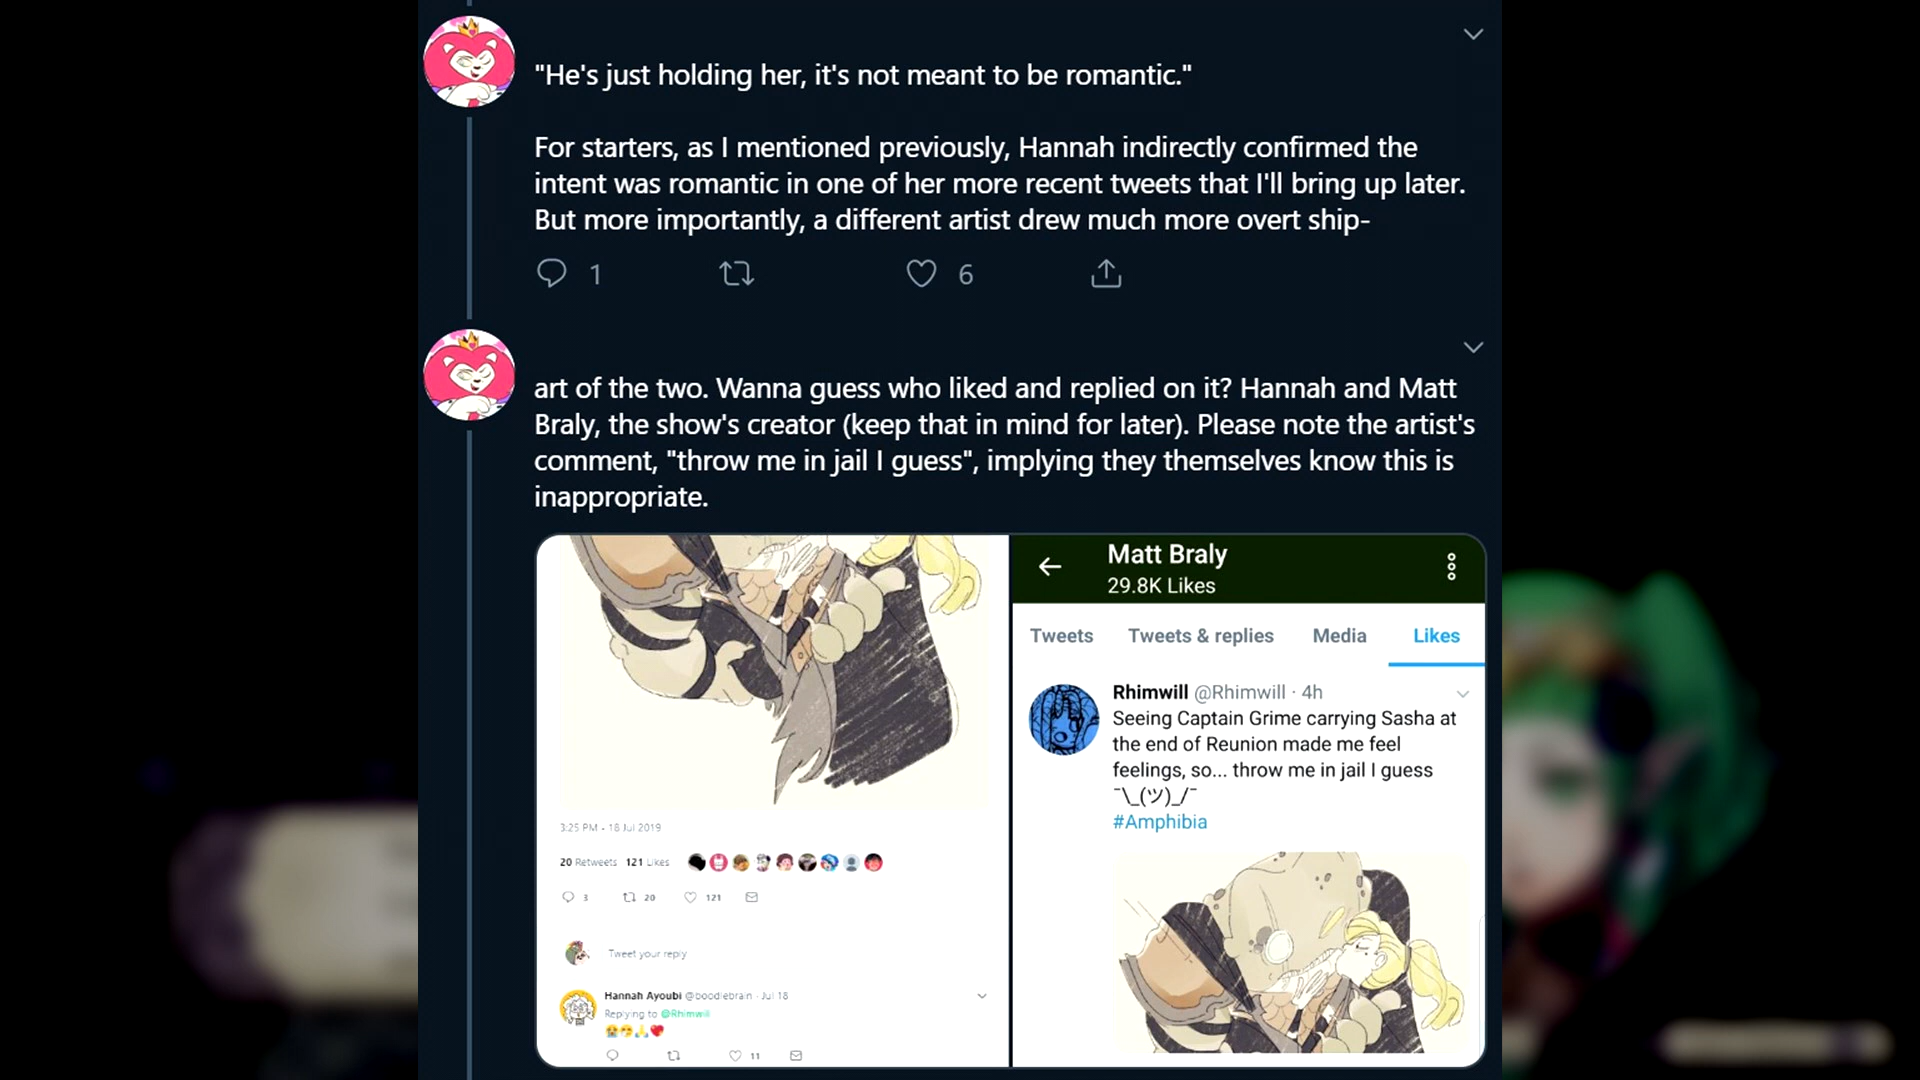 "He's just holding her, it's not meant to be romantic."
For starters, as I mentioned previously, Hannah indirectly confirmed the
intent was romantic in one of her more recent tweets that I'll bring up later.
But more importantly, a different artist drew much more overt ship-
1
6
art of the two. Wanna guess who liked and replied on it? Hannah and Matt
Braly, the show's creator (keep that in mind for later). Please note the artist's
comment, "throw me in jail I guess", implying they themselves know this is
inappropriate.
3:25 PM - 18 Jul 2019
20 Retweets 121 Likes
3 20 121
Tweet your reply
Hannah Ayoubi @boodlebrain · Jul 18
Replying to @Rhimwill
😭🤧🙏❤️
11
Matt Braly
29.8K Likes
Tweets Tweets & replies Media Likes
Rhimwill @Rhimwill · 4h
Seeing Captain Grime carrying Sasha at
the end of Reunion made me feel
feelings, so... throw me in jail I guess
¯\_(ツ)_/¯
#Amphibia